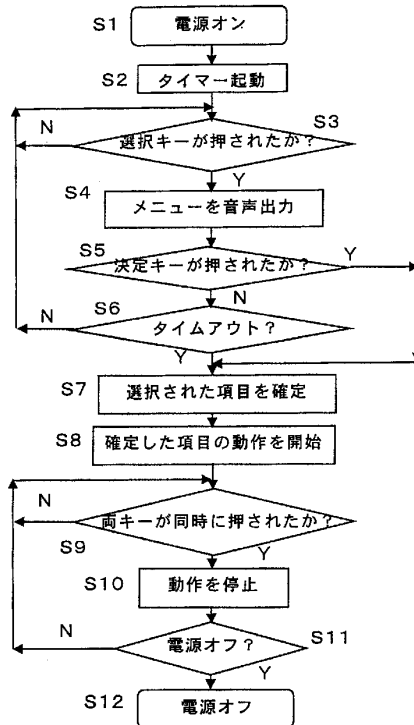 S1 電源オン
S2 タイマー起動
S3
N 選択キーが押されたか？
S4 Y
メニューを音声出力
S5 Y
決定キーが押されたか？
S6 N
N タイムアウト？
Y
S7 選択された項目を確定
S8 確定した項目の動作を開始
N 両キーが同時に押されたか？
S9 Y
S10 動作を停止
N 電源オフ？ S11
Y
S12 電源オフ